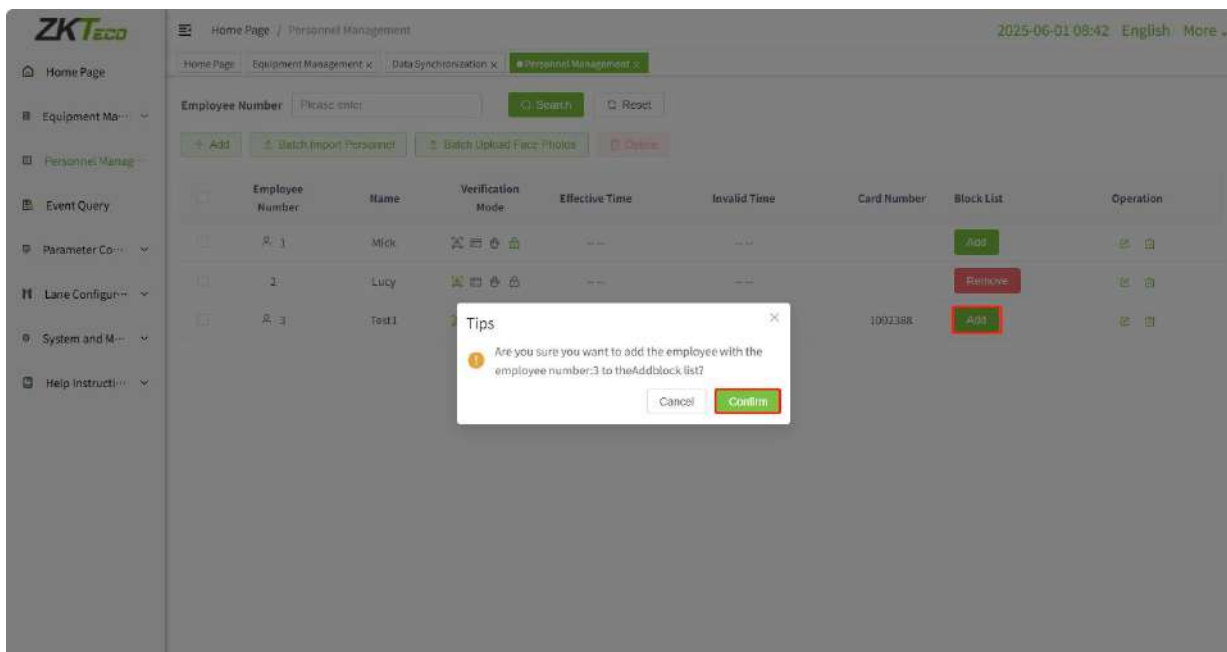 ZKTeco
Home Page / Personnel Management
2025-06-01 08:42 English More
Home Page
Equipment Management × Data Synchronization × Personnel Management ×
Home Page
Equipment Ma···
Personnel Manag···
Event Query
Parameter Co···
Lane Configur···
System and M···
Help Instructi···
Employee Number Please enter Search Reset
+ Add Batch Import Personnel Batch Upload Face Photos Delete
Employee Number Name Verification Mode Effective Time Invalid Time Card Number Block List Operation
1 Mick -- -- -- -- Add
2 Lucy -- -- -- -- Remove
3 Test1 1002388 Add
Tips ×
Are you sure you want to add the employee with the
employee number:3 to theAddblock list?
Cancel Confirm